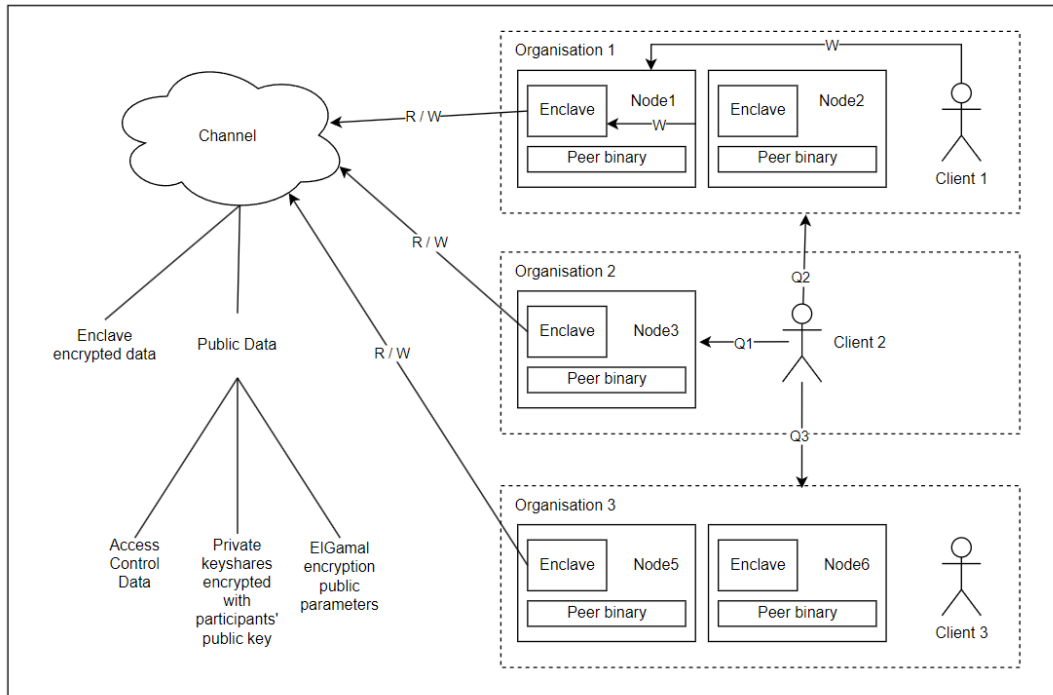 Organisation 1
W
Enclave
Node1
Enclave
Node2
R / W
W
Channel
Peer binary
Peer binary
Client 1
R / W
Organisation 2
Q2
Enclave
Node3
Q1
Client 2
Enclave
encrypted data
Public Data
R / W
Peer binary
Q3
Organisation 3
Access
Control
Data
Private
keyshares
encrypted
with
participants'
public key
ElGamal
encryption
public
parameters
Enclave
Node5
Enclave
Node6
Peer binary
Peer binary
Client 3